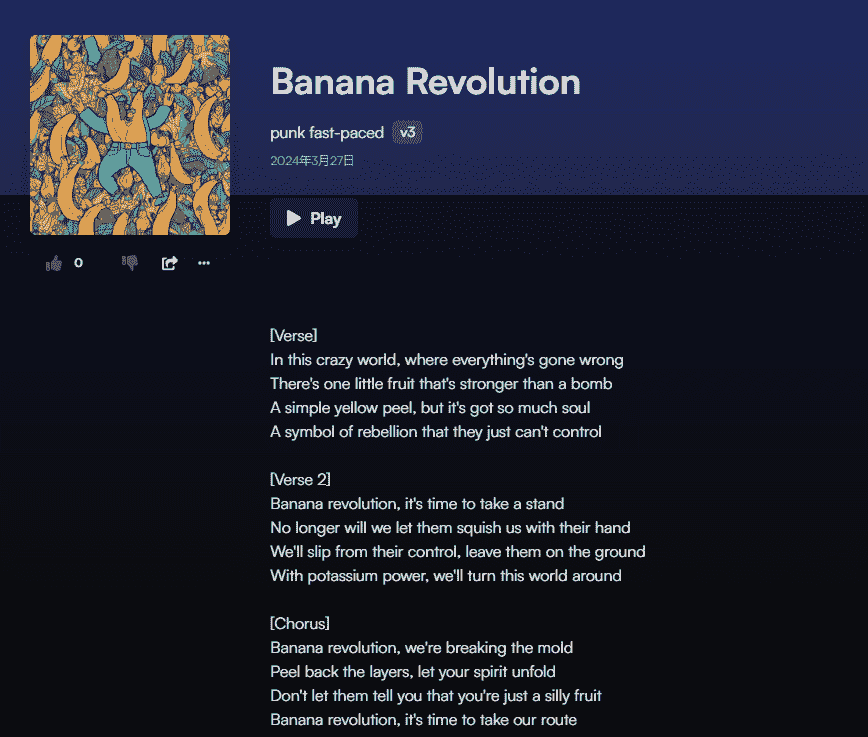 Banana Revolution
punk fast-paced v3
2024年3月27日
Play
0
[Verse]
In this crazy world, where everything's gone wrong
There's one little fruit that's stronger than a bomb
A simple yellow peel, but it's got so much soul
A symbol of rebellion that they just can't control
[Verse 2]
Banana revolution, it's time to take a stand
No longer will we let them squish us with their hand
We'll slip from their control, leave them on the ground
With potassium power, we'll turn this world around
[Chorus]
Banana revolution, we're breaking the mold
Peel back the layers, let your spirit unfold
Don't let them tell you that you're just a silly fruit
Banana revolution, it's time to take our route